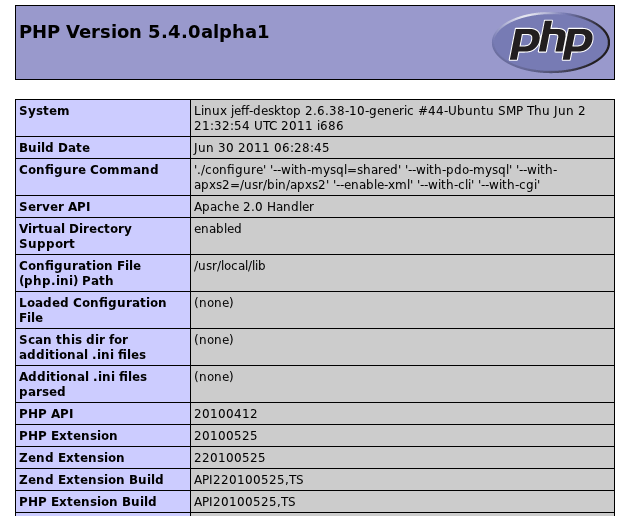 PHP Version 5.4.0alpha1
php
System
Linux jeff-desktop 2.6.38-10-generic #44-Ubuntu SMP Thu Jun 2
21:32:54 UTC 2011 i686
Build Date
Jun 30 2011 06:28:45
Configure Command
'./configure' '--with-mysql=shared' '--with-pdo-mysql' '--with-
apxs2=/usr/bin/apxs2' '--enable-xml' '--with-cli' '--with-cgi'
Server API
Apache 2.0 Handler
Virtual Directory
Support
enabled
Configuration File
(php.ini) Path
/usr/local/lib
Loaded Configuration
File
(none)
Scan this dir for
additional .ini files
(none)
Additional .ini files
parsed
(none)
PHP API
20100412
PHP Extension
20100525
Zend Extension
220100525
Zend Extension Build
API220100525,TS
PHP Extension Build
API20100525,TS